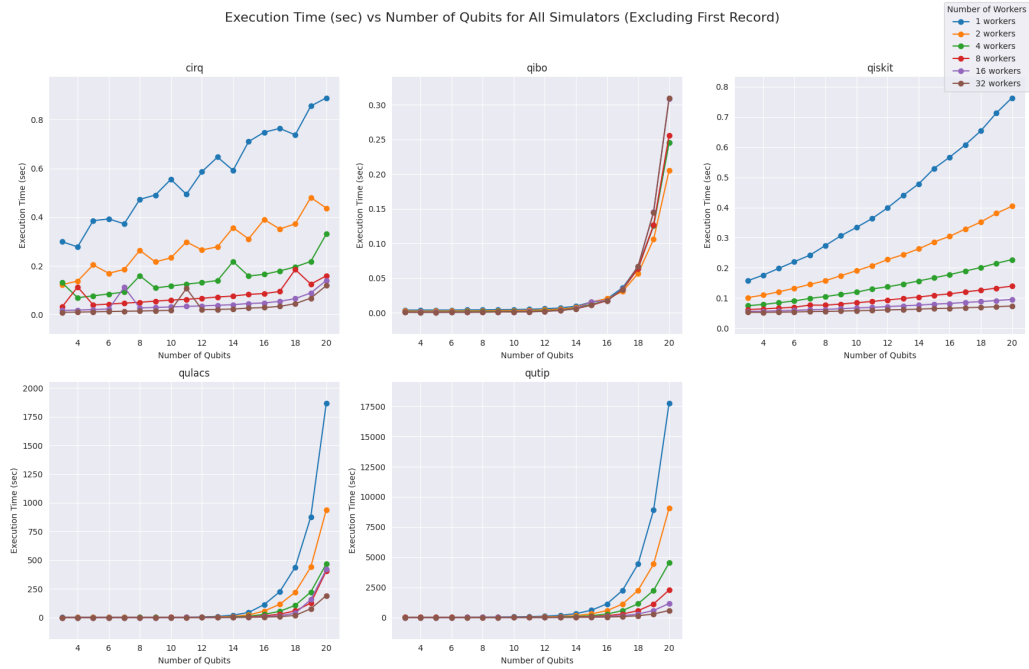 Execution Time (sec) vs Number of Qubits for All Simulators (Excluding First Record)
Number of Workers
1 workers
2 workers
4 workers
8 workers
16 workers
32 workers
cirq
Execution Time (sec)
0.8
0.6
0.4
0.2
0.0
4 6 8 10 12 14 16 18 20
Number of Qubits
qibo
Execution Time (sec)
0.30
0.25
0.20
0.15
0.10
0.05
0.00
4 6 8 10 12 14 16 18 20
Number of Qubits
qiskit
Execution Time (sec)
0.8
0.7
0.6
0.5
0.4
0.3
0.2
0.1
0.0
4 6 8 10 12 14 16 18 20
Number of Qubits
qulacs
Execution Time (sec)
2000
1750
1500
1250
1000
750
500
250
0
4 6 8 10 12 14 16 18 20
Number of Qubits
qutip
Execution Time (sec)
17500
15000
12500
10000
7500
5000
2500
0
4 6 8 10 12 14 16 18 20
Number of Qubits